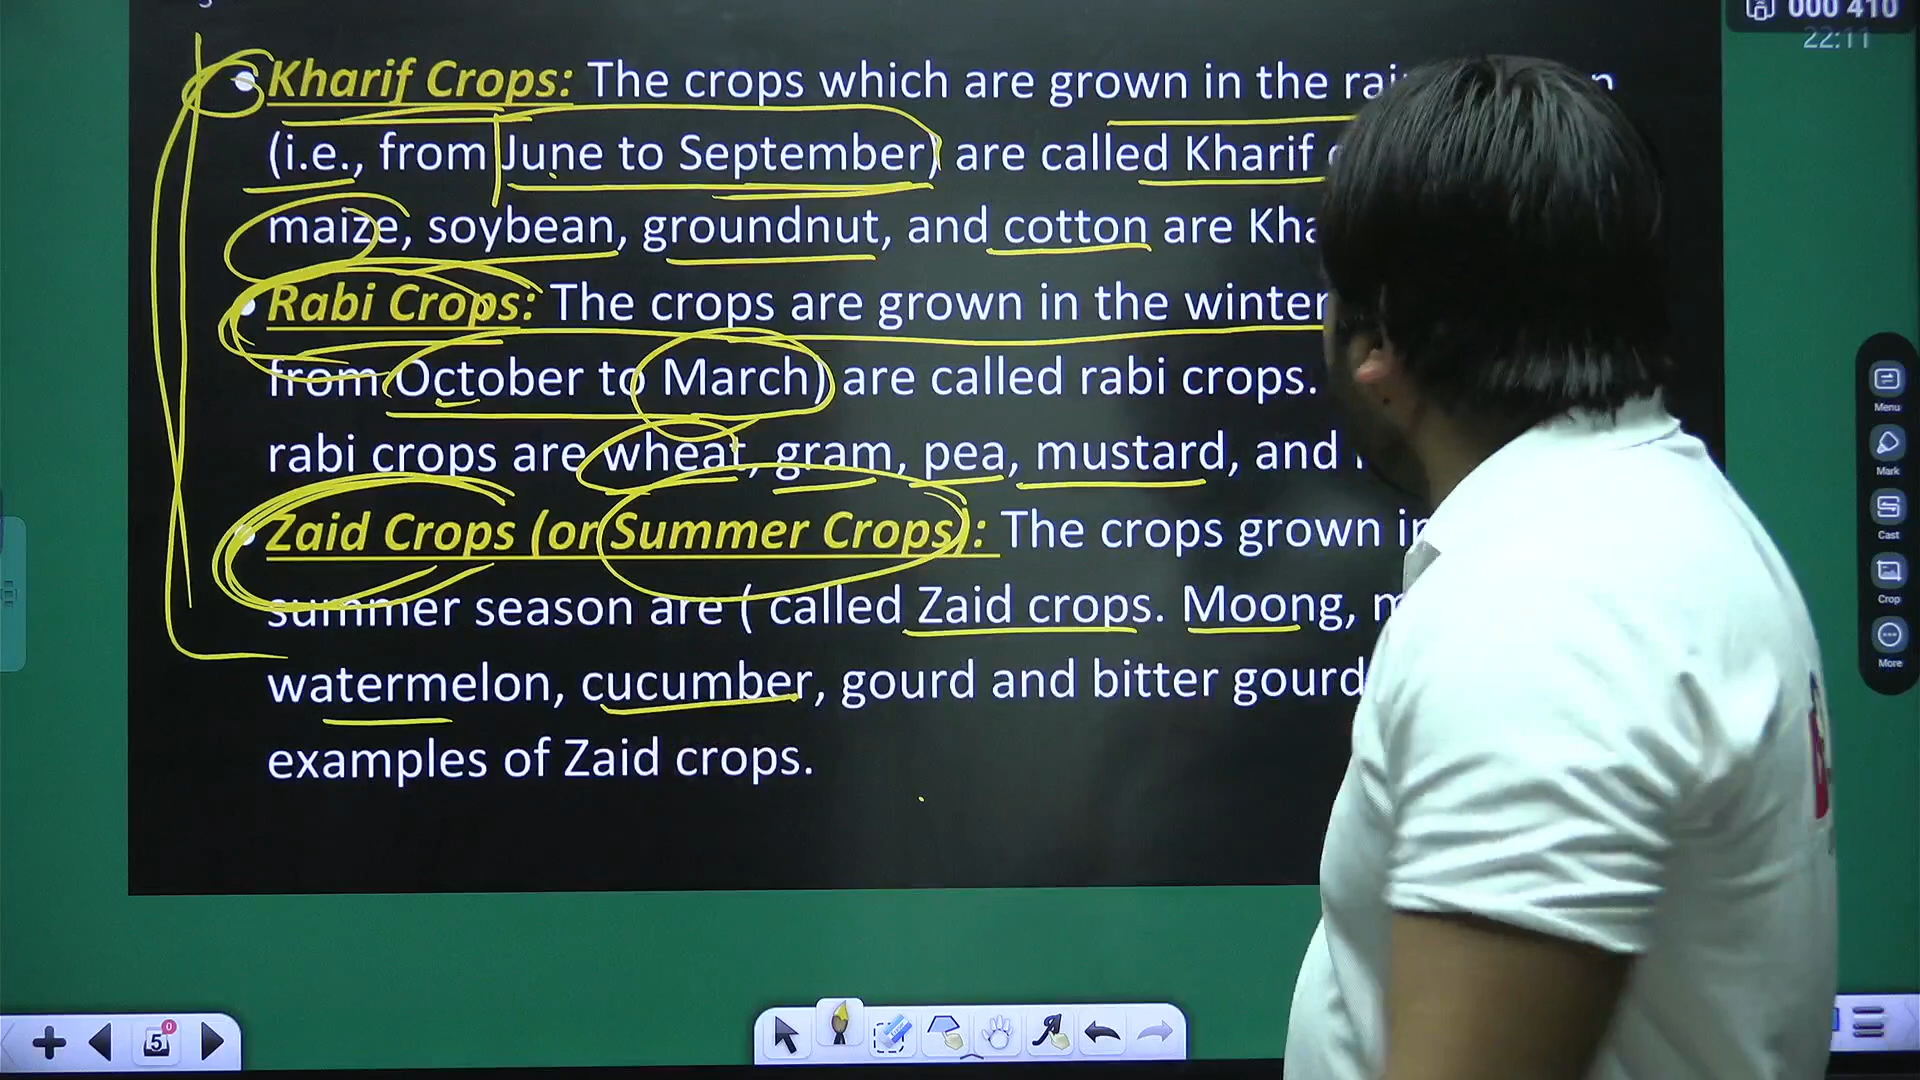 000 410
22:11
• Kharif Crops: The crops which are grown in the
(i.e., from June to September) are called Kharif
maize, soybean, groundnut, and cotton are
• Rabi Crops: The crops are grown in the winter
from October to March) are called rabi crops.
rabi crops are wheat, gram, pea, mustard, and
• Zaid Crops (or Summer Crops): The crops grown
summer season are ( called Zaid crops. Moong,
watermelon, cucumber, gourd and bitter gourd
examples of Zaid crops.
Menu
Mark
Cast
Crop
More
5
0